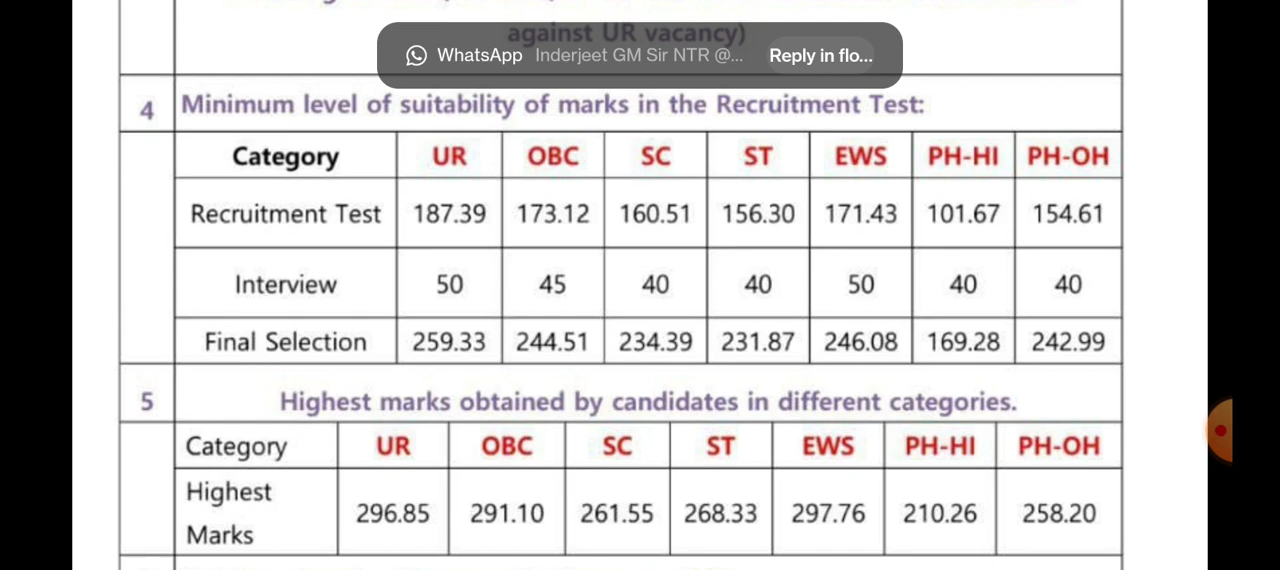 against UR vacancy)
WhatsApp Inderjeet GM Sir NTR @... Reply in flo...
4 Minimum level of suitability of marks in the Recruitment Test:
Category UR OBC SC ST EWS PH-HI PH-OH
Recruitment Test 187.39 173.12 160.51 156.30 171.43 101.67 154.61
Interview 50 45 40 40 50 40 40
Final Selection 259.33 244.51 234.39 231.87 246.08 169.28 242.99
5 Highest marks obtained by candidates in different categories.
Category UR OBC SC ST EWS PH-HI PH-OH
Highest
Marks 296.85 291.10 261.55 268.33 297.76 210.26 258.20